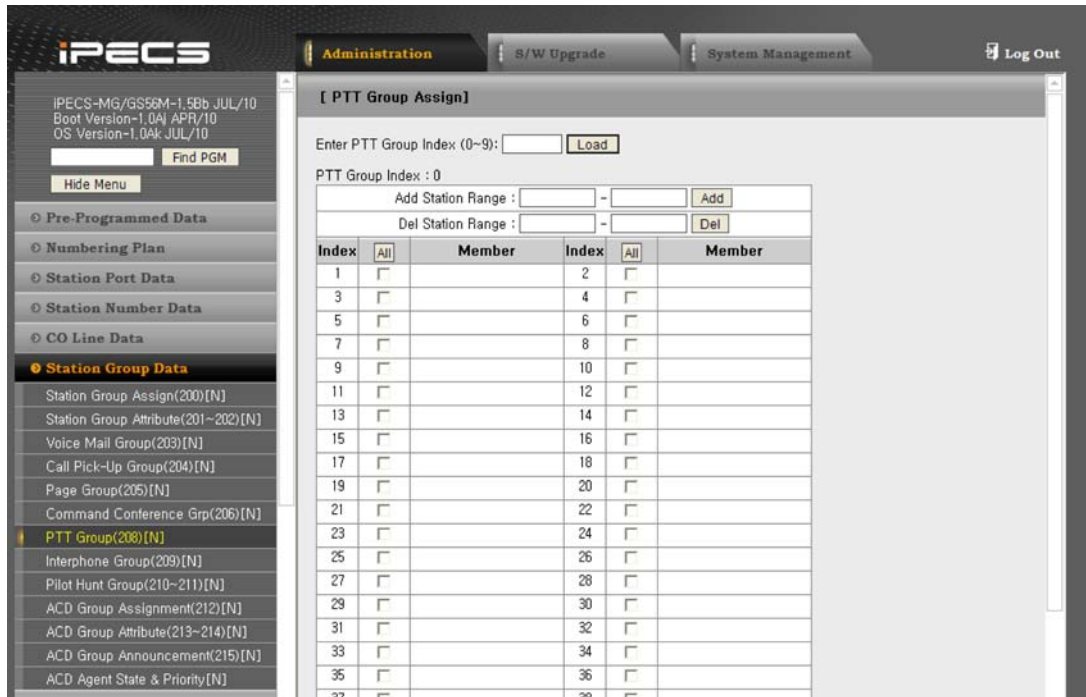 iPECS
Administration
S/W Upgrade
System Management
Log Out
iPECS-MG/GS56M-1,5Bb JUL/10
Boot Version-1,0Aj APR/10
OS Version-1,0Ak JUL/10
Find PGM
Hide Menu
Pre-Programmed Data
Numbering Plan
Station Port Data
Station Number Data
CO Line Data
Station Group Data
Station Group Assign(200)[N]
Station Group Attribute(201~202)[N]
Voice Mail Group(203)[N]
Call Pick-Up Group(204)[N]
Page Group(205)[N]
Command Conference Grp(206)[N]
PTT Group(208)[N]
Interphone Group(209)[N]
Pilot Hunt Group(210~211)[N]
ACD Group Assignment(212)[N]
ACD Group Attribute(213~214)[N]
ACD Group Announcement(215)[N]
ACD Agent State & Priority[N]
[ PTT Group Assign]
Enter PTT Group Index (0~9): Load
PTT Group Index : 0
Add Station Range : - Add
Del Station Range : - Del
Index All Member Index All Member
1 2
3 4
5 6
7 8
9 10
11 12
13 14
15 16
17 18
19 20
21 22
23 24
25 26
27 28
29 30
31 32
33 34
35 36
37 38